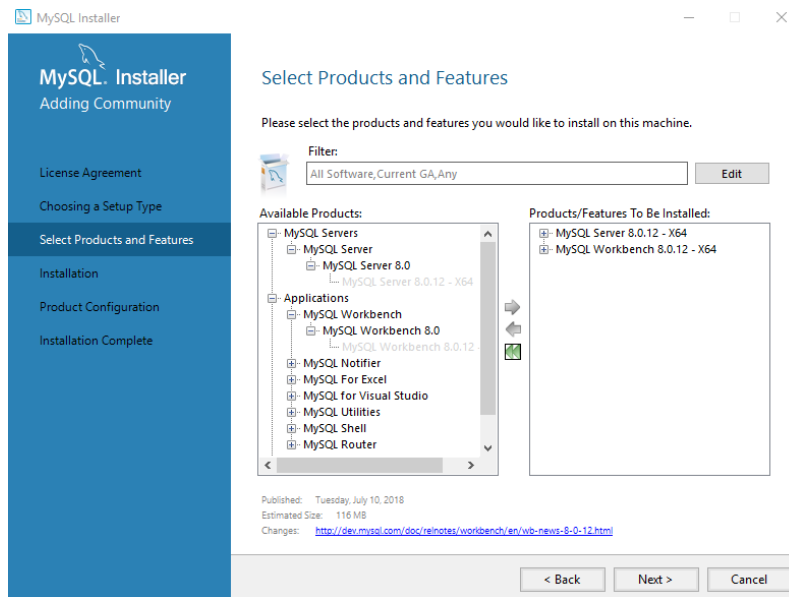 MySQL Installer
MySQL. Installer
Adding Community
License Agreement
Choosing a Setup Type
Select Products and Features
Installation
Product Configuration
Installation Complete
Select Products and Features
Please select the products and features you would like to install on this machine.
Filter:
All Software,Current GA,Any
Edit
Available Products:
MySQL Servers
MySQL Server
MySQL Server 8.0
MySQL Server 8.0.12 - X64
Applications
MySQL Workbench
MySQL Workbench 8.0
MySQL Workbench 8.0.12
MySQL Notifier
MySQL For Excel
MySQL for Visual Studio
MySQL Utilities
MySQL Shell
MySQL Router
Products/Features To Be Installed:
MySQL Server 8.0.12 - X64
MySQL Workbench 8.0.12 - X64
Published: Tuesday, July 10, 2018
Estimated Size: 116 MB
Changes: http://dev.mysql.com/doc/relnotes/workbench/en/wb-news-8-0-12.html
< Back Next > Cancel